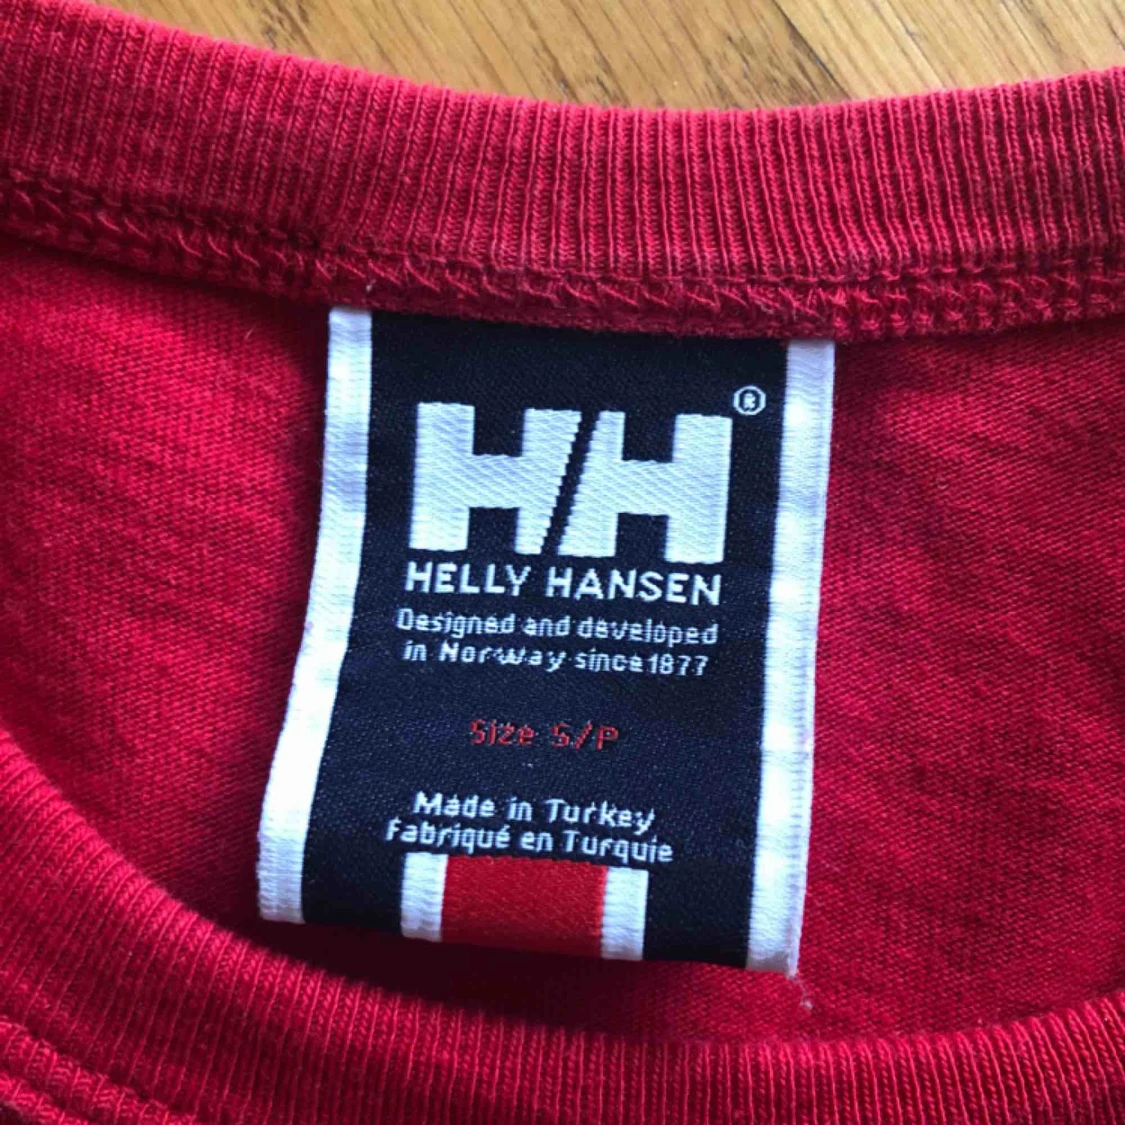 HH®
HELLY HANSEN
Designed and developed
in Norway since 1877
Size S/P
Made in Turkey
Fabriqué en Turquie